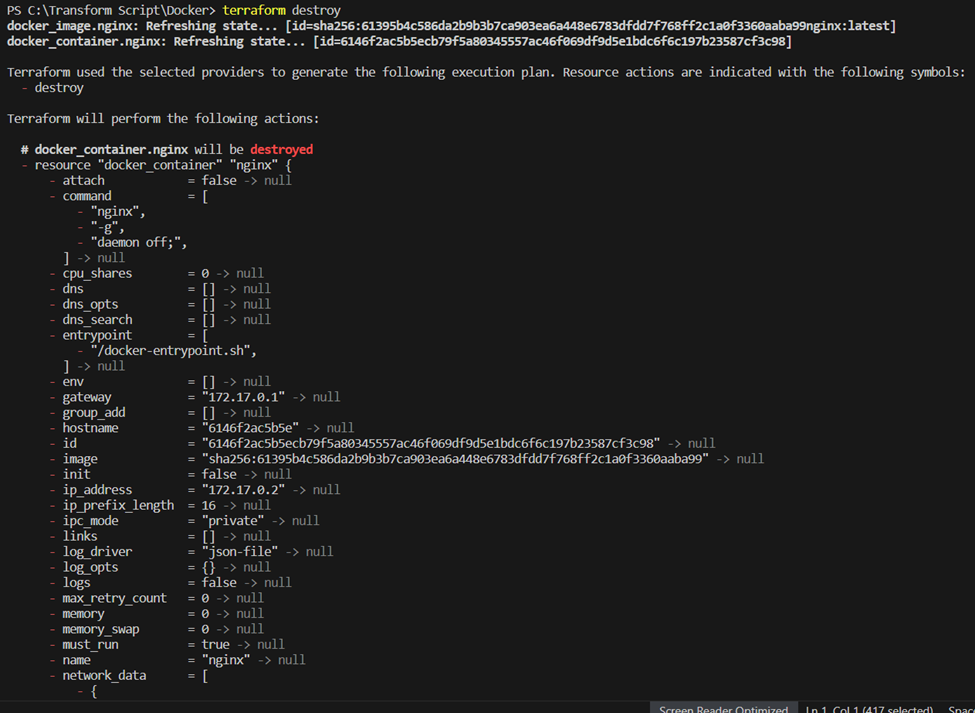 PS C:\Transform Script\Docker> terraform destroy
docker_image.nginx: Refreshing state... [id=sha256:61395b4c586da2b9b3b7ca903ea6a448e6783dfdd7f768ff2c1a0f3360aaba99nginx:latest]
docker_container.nginx: Refreshing state... [id=6146f2ac5b5ecb79f5a80345557ac46f069df9d5e1bdc6f6c197b23587cf3c98]
Terraform used the selected providers to generate the following execution plan. Resource actions are indicated with the following symbols:
- destroy
Terraform will perform the following actions:
# docker_container.nginx will be destroyed
- resource "docker_container" "nginx" {
- attach = false -> null
- command = [
- "nginx",
- "-g",
- "daemon off;",
] -> null
- cpu_shares = 0 -> null
- dns = [] -> null
- dns_opts = [] -> null
- dns_search = [] -> null
- entrypoint = [
- "/docker-entrypoint.sh",
] -> null
- env = [] -> null
- gateway = "172.17.0.1" -> null
- group_add = [] -> null
- hostname = "6146f2ac5b5e" -> null
- id = "6146f2ac5b5ecb79f5a80345557ac46f069df9d5e1bdc6f6c197b23587cf3c98" -> null
- image = "sha256:61395b4c586da2b9b3b7ca903ea6a448e6783dfdd7f768ff2c1a0f3360aaba99" -> null
- init = false -> null
- ip_address = "172.17.0.2" -> null
- ip_prefix_length = 16 -> null
- ipc_mode = "private" -> null
- links = [] -> null
- log_driver = "json-file" -> null
- log_opts = {} -> null
- logs = false -> null
- max_retry_count = 0 -> null
- memory = 0 -> null
- memory_swap = 0 -> null
- must_run = true -> null
- name = "nginx" -> null
- network_data = [
- {
Screen Reader Optimized Ln 1, Col 1 (417 selected) Spac